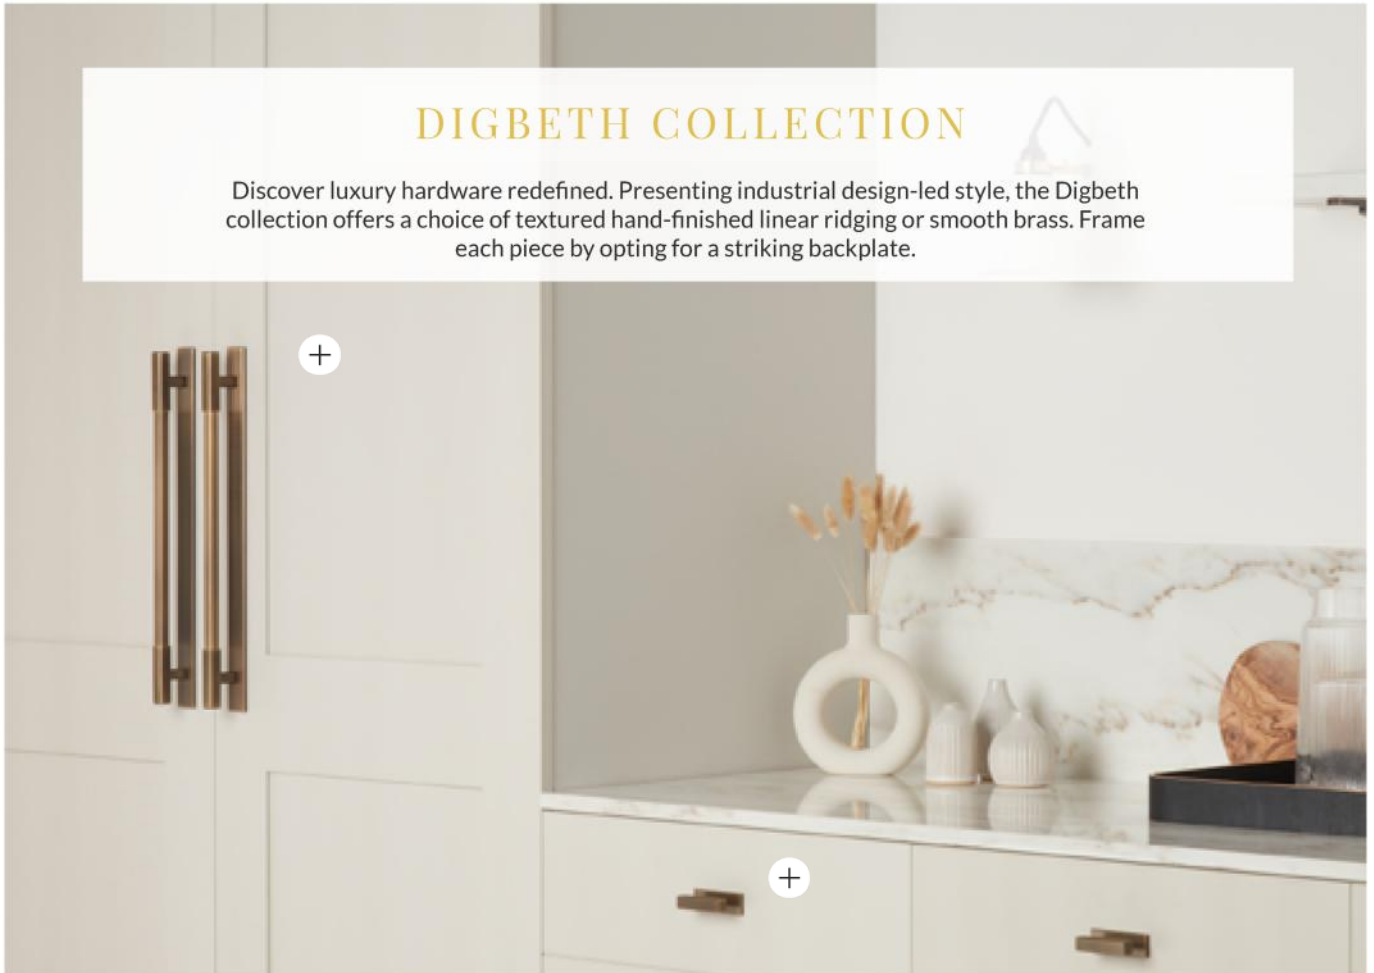 DIGBETH COLLECTION
Discover luxury hardware redefined. Presenting industrial design-led style, the Digbeth
collection offers a choice of textured hand-finished linear ridging or smooth brass. Frame
each piece by opting for a striking backplate.